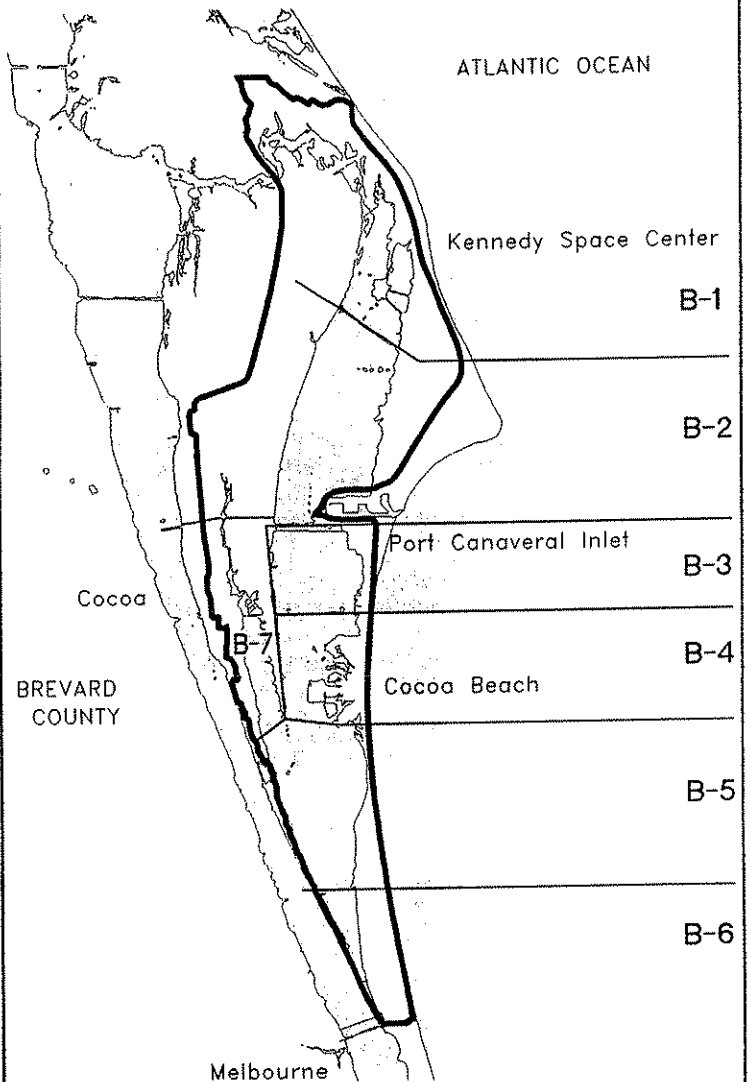 ATLANTIC OCEAN
Kennedy Space Center
B-1
B-2
Port Canaveral Inlet
B-3
Cocoa
B-7
B-4
BREVARD
COUNTY
Cocoa Beach
B-5
B-6
Melbourne